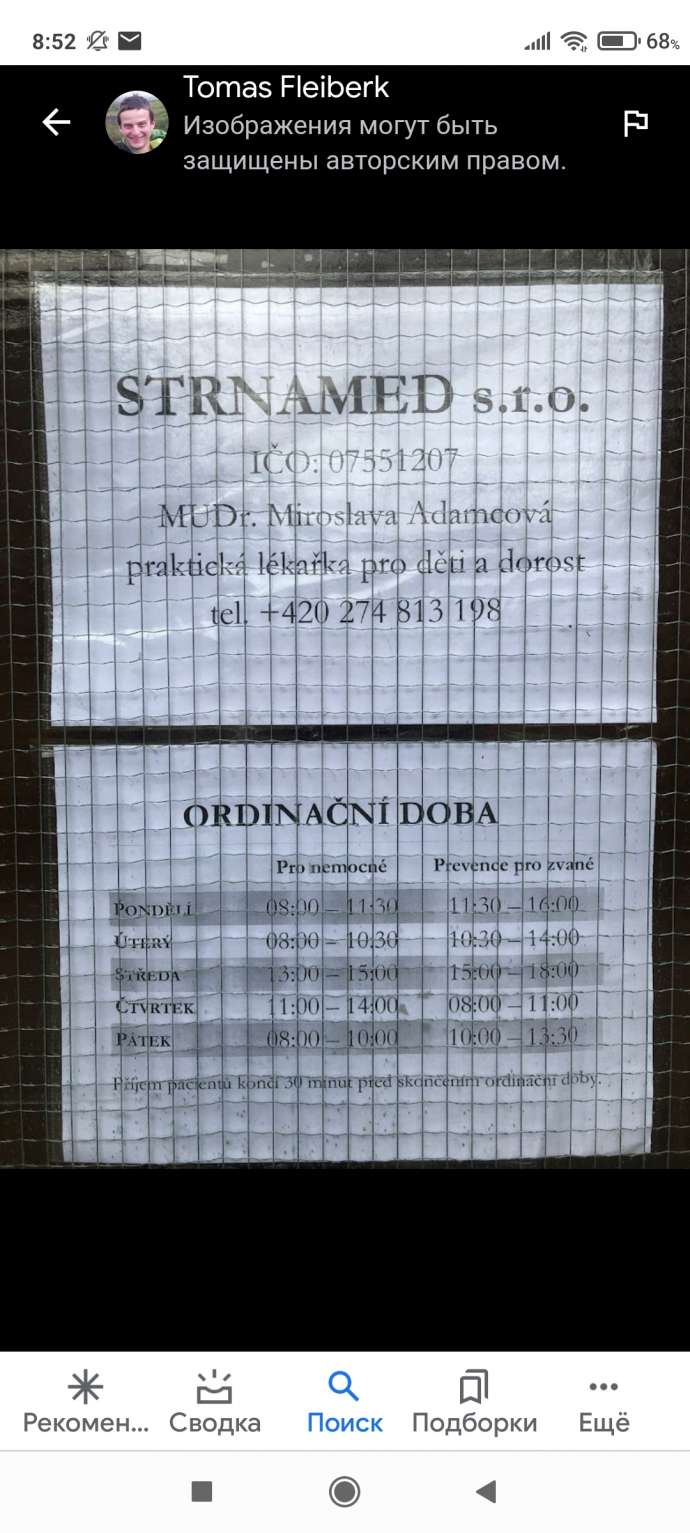 8:52
68%
Tomas Fleiberk
Изображения могут быть
защищены авторским правом.
STRNAMED s.r.o.
IČO: 07551207
MUDr. Miroslava Adamcová
praktická lékařka pro děti a dorost
tel. +420 274 813 198
ORDINAČNÍ DOBA
Pro nemocné Prevence pro zvané
PONDĚLÍ 08:00 – 11:30 11:30 – 16:00
ÚTERÝ 08:00 – 10:30 10:30 – 14:00
STŘEDA 13:00 – 15:00 15:00 – 18:00
ČTVRTEK 11:00 – 14:00 08:00 – 11:00
PÁTEK 08:00 – 10:00 10:00 – 13:30
Příjem pacientů končí 30 minut před skončením ordinační doby.
Рекомен... Сводка Поиск Подборки Ещё